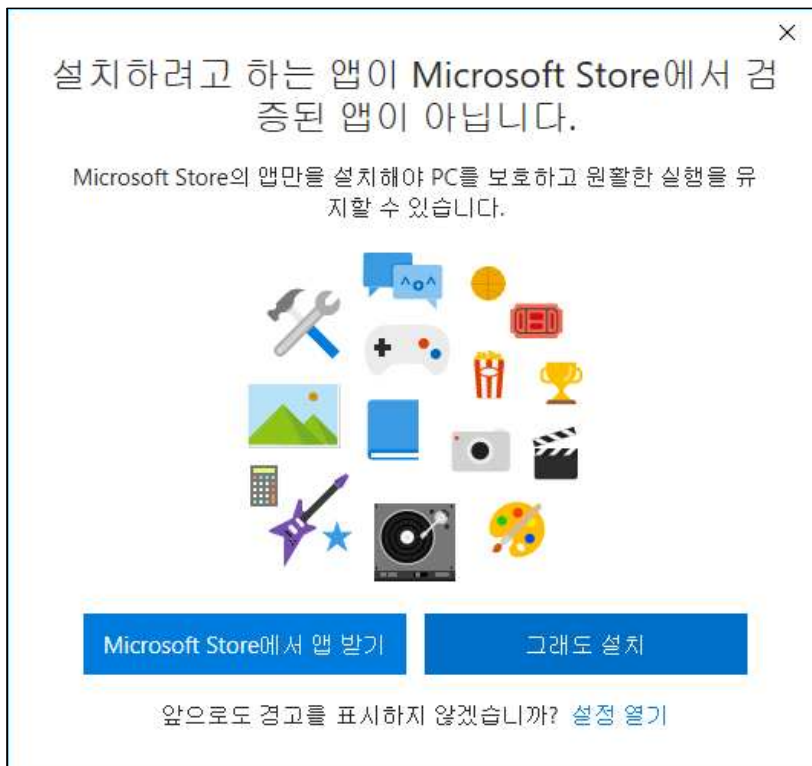 설치하려고 하는 앱이 Microsoft Store에서 검
증된 앱이 아닙니다.
Microsoft Store의 앱만을 설치해야 PC를 보호하고 원활한 실행을 유
지할 수 있습니다.
^o^
Microsoft Store에서 앱 받기
그래도 설치
앞으로도 경고를 표시하지 않겠습니까? 설정 열기